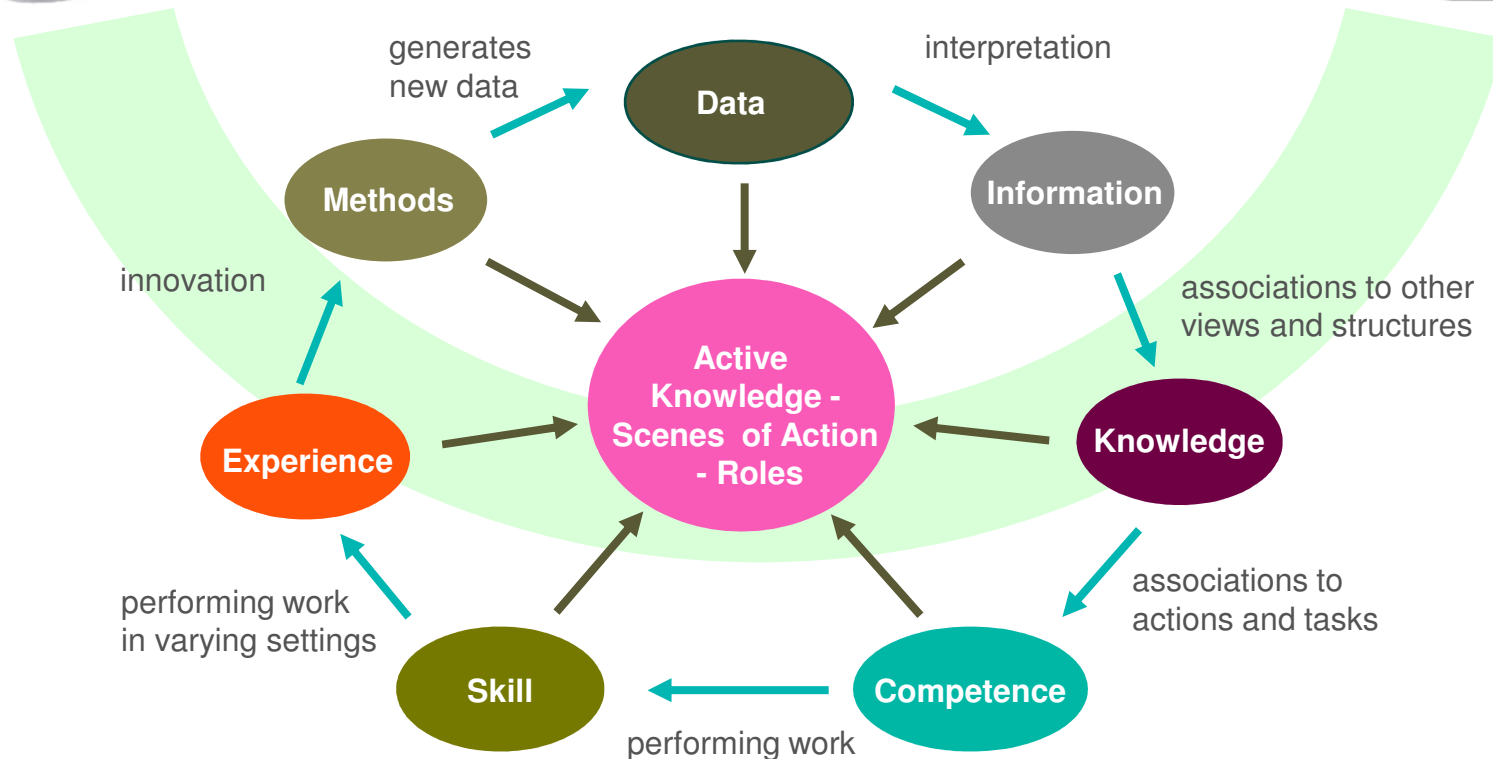 generates
new data
Data
interpretation
Methods
Information
innovation
associations to other
views and structures
Active
Knowledge -
Scenes of Action
- Roles
Experience
Knowledge
performing work
in varying settings
associations to
actions and tasks
Skill
Competence
performing work